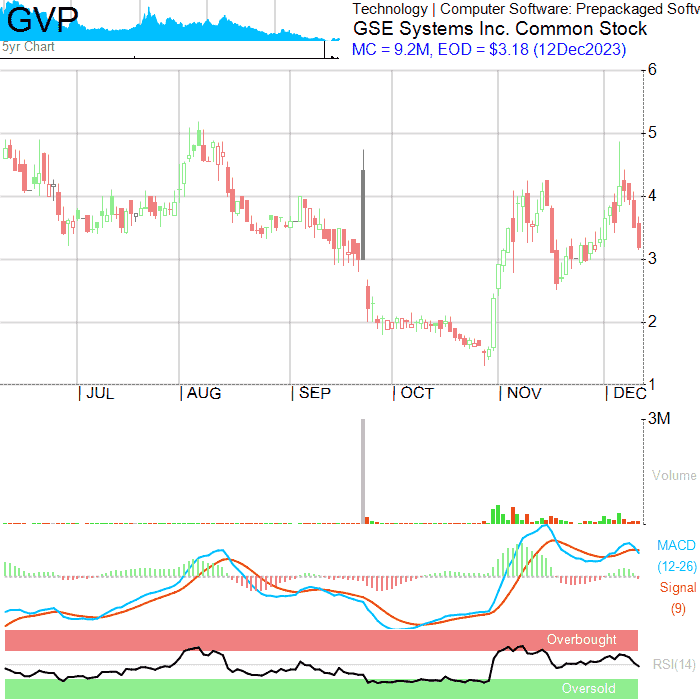 GVP
5yr Chart
Technology | Computer Software: Prepackaged Softw
GSE Systems Inc. Common Stock
MC = 9.2M, EOD = $3.18 (12Dec2023)
6
5
4
3
2
1
| JUL | AUG | SEP | OCT | NOV | DEC
3M
Volume
MACD
(12-26)
Signal
(9)
Overbought
RSI(14)
Oversold